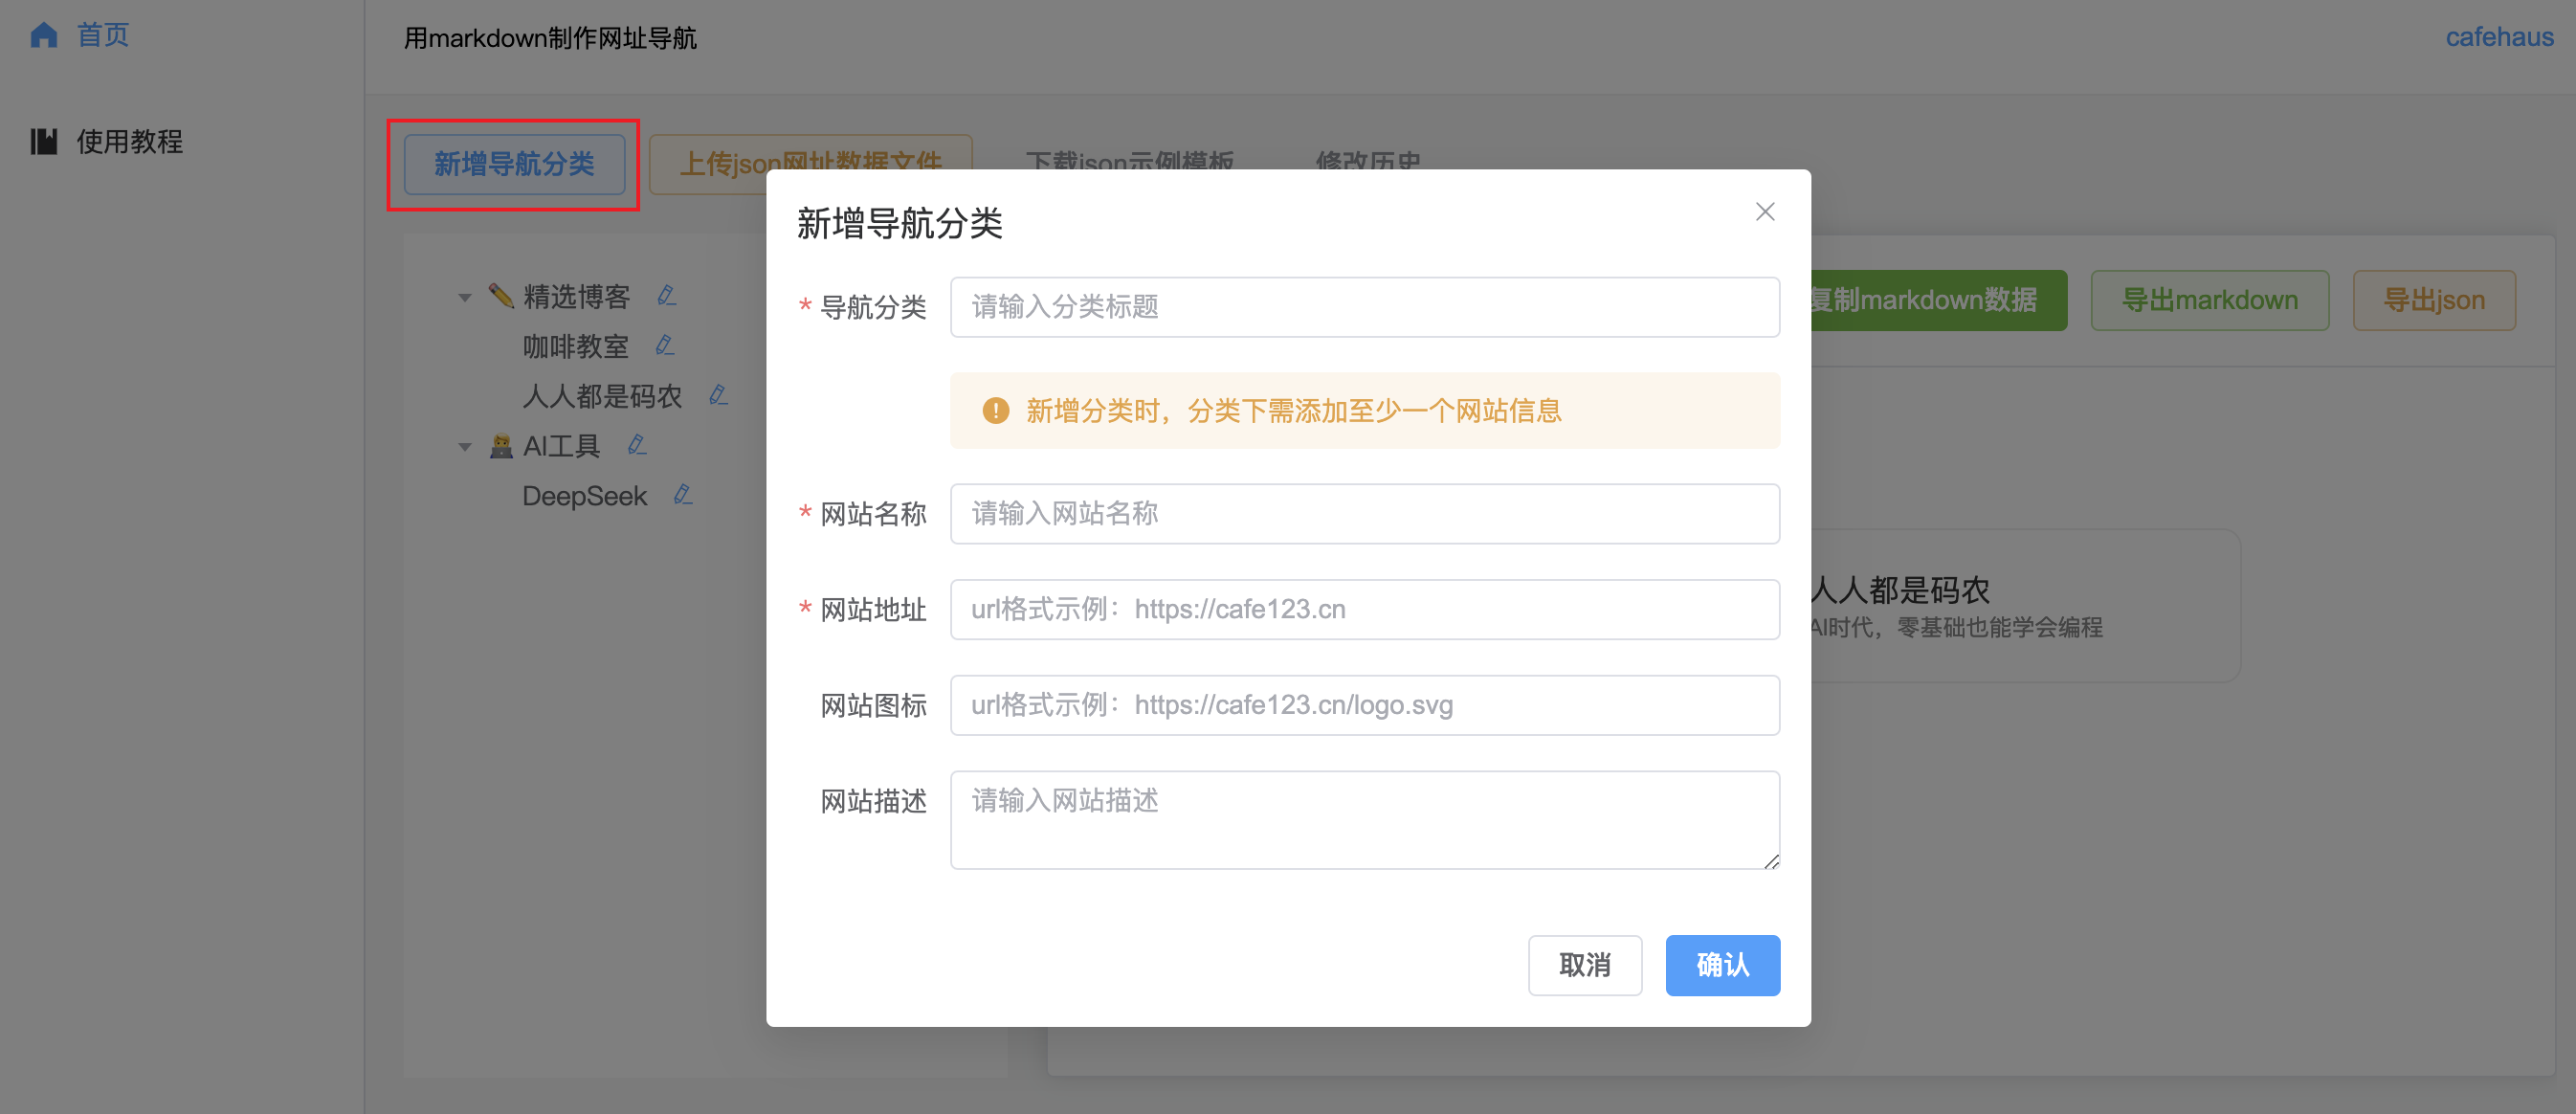 首页
用markdown制作网址导航
cafehaus
使用教程
新增导航分类
上传json网址数据文件
下载json示例模板
修改历史
新增导航分类
精选博客
咖啡教室
人人都是码农
AI工具
DeepSeek
* 导航分类
请输入分类标题
新增分类时，分类下需添加至少一个网站信息
* 网站名称
请输入网站名称
* 网站地址
url格式示例：https://cafe123.cn
网站图标
url格式示例：https://cafe123.cn/logo.svg
网站描述
请输入网站描述
取消
确认
复制markdown数据
导出markdown
导出json
人人都是码农
AI时代，零基础也能学会编程